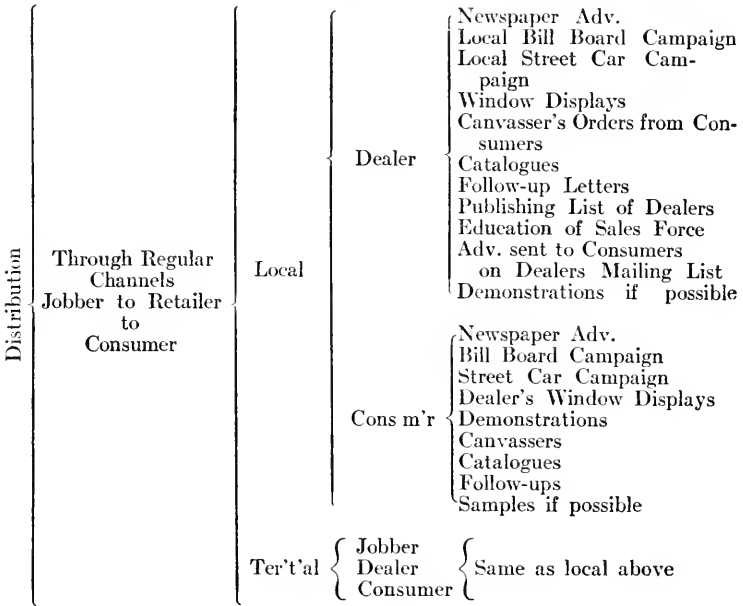 Distribution
Through Regular
Channels
Jobber to Retailer
to
Consumer
Local
Dealer
Newspaper Adv.
Local Bill Board Campaign
Local Street Car Cam-
paign
Window Displays
Canvasser's Orders from Con-
sumers
Catalogues
Follow-up Letters
Publishing List of Dealers
Education of Sales Force
Adv. sent to Consumers
on Dealers Mailing List
Demonstrations if possible
Cons m'r
Newspaper Adv.
Bill Board Campaign
Street Car Campaign
Dealer's Window Displays
Demonstrations
Canvassers
Catalogues
Follow-ups
Samples if possible
Ter't'al
Jobber
Dealer
Consumer
Same as local above